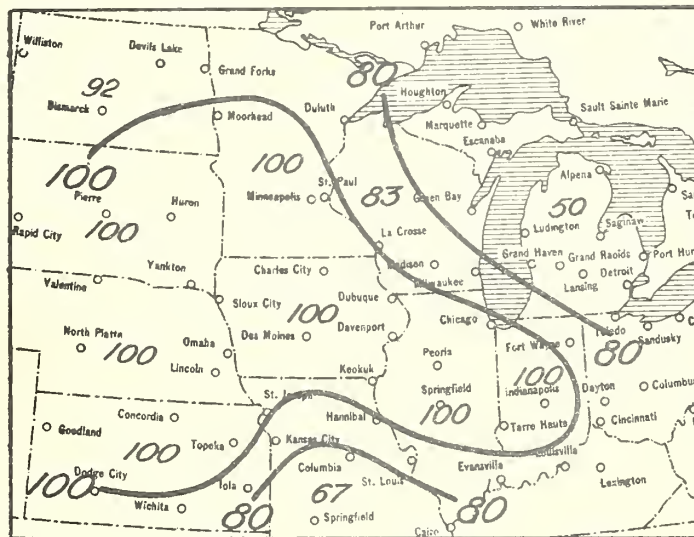 Port Arthur
White River
Williston
Devils Lake
Grand Forks
80
92
Houghton
Bismarck
Moorhead
Duluth
Marquette
Sault Sainte Marie
Escanaba
100
100
St. Paul
83
Alpena
50
Pierre
Huron
Minneapolis
Green Bay
100
Ludington
Saginaw
Rapid City
La Crosse
Madison
Grand Haven
Grand Rapids
Port Hur
Yankton
Charles City
Milwaukee
Lansing
Detroit
Valentine
Sioux City
100
Dubuque
Chicago
Toledo
Sandusky
North Platte
100
Omaha
Des Moines
Davenport
Fort Wayne
80
Lincoln
Peoria
100
Keokuk
Springfield
Indianapolis
Dayton
Columbu
Concordia
St. Joseph
Hannibal
100
Goodland
Topeka
Kansas City
Terre Haute
Cincinnati
100
Columbia
Evansville
Louisville
Dodge City
100
Iola
67
St. Louis
Lexington
Wichita
80
Springfield
80
Cairo